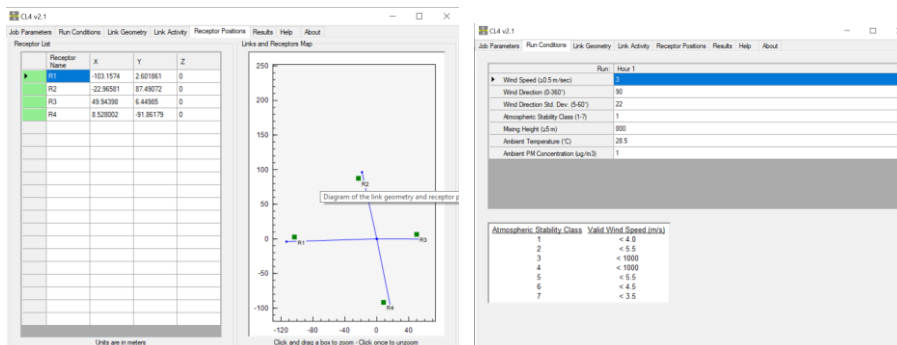 CL4 v2.1
Job Parameters Run Conditions Link Geometry Link Activity Receptor Positions Results Help About
Receptor List
Receptor Name X Y Z
R1 -103.1574 2.601861 0
R2 -22.96581 87.49072 0
R3 49.94398 6.44985 0
R4 8.528002 -91.86179 0
Units are in meters
Links and Receptors Map
250
200
150
100
50
0
-50
-100
R2
Diagram of the link geometry and receptor p
R1
R3
R4
-120 -80 -40 0 40
Click and drag a box to zoom - Click once to unzoom
CL4 v2.1
Job Parameters Run Conditions Link Geometry Link Activity Receptor Positions Results Help About
Run: Hour 1
Wind Speed (≥0.5 m/sec) 3
Wind Direction (0-360°) 90
Wind Direction Std. Dev. (5-60°) 22
Atmospheric Stability Class (1-7) 1
Mixing Height (≥5 m) 800
Ambient Temperature (°C) 28.5
Ambient PM Concentration (ug/m3) 1
Atmospheric Stability Class Valid Wind Speed (m/s)
1 < 4.0
2 < 5.5
3 < 1000
4 < 1000
5 < 5.5
6 < 4.5
7 < 3.5